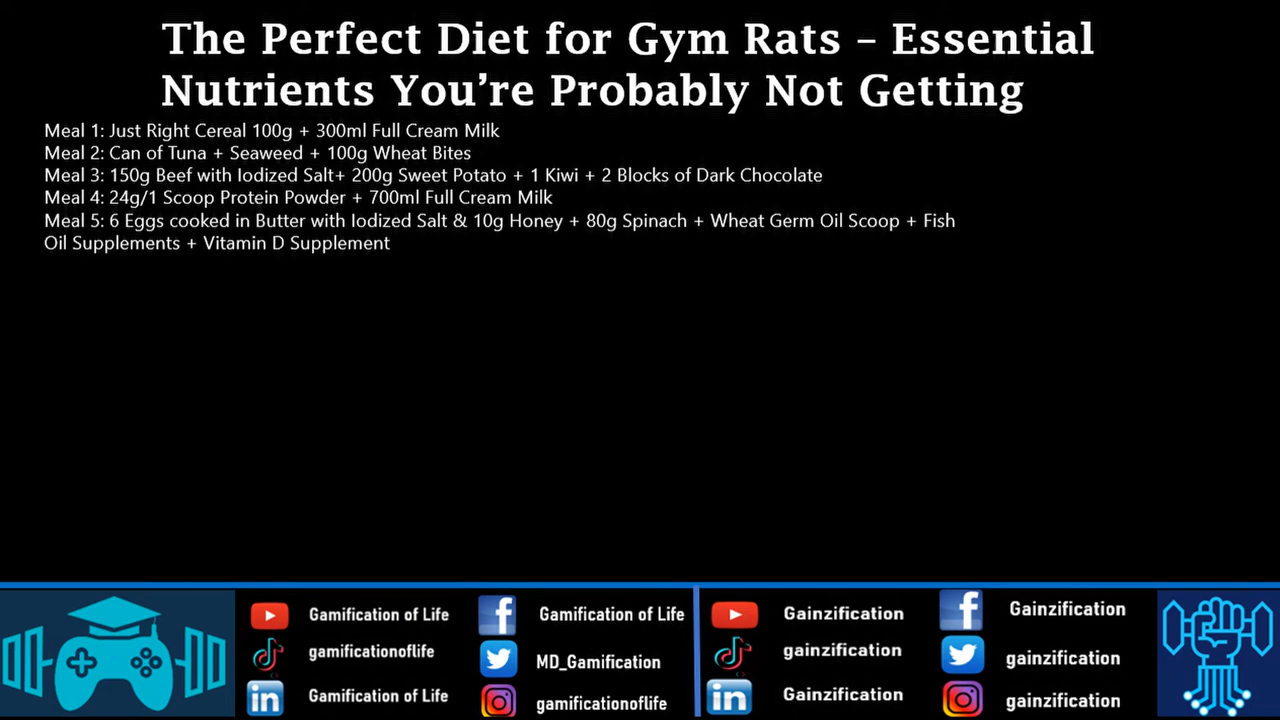 The Perfect Diet for Gym Rats – Essential
Nutrients You're Probably Not Getting
Meal 1: Just Right Cereal 100g + 300ml Full Cream Milk
Meal 2: Can of Tuna + Seaweed + 100g Wheat Bites
Meal 3: 150g Beef with Iodized Salt+ 200g Sweet Potato + 1 Kiwi + 2 Blocks of Dark Chocolate
Meal 4: 24g/1 Scoop Protein Powder + 700ml Full Cream Milk
Meal 5: 6 Eggs cooked in Butter with Iodized Salt & 10g Honey + 80g Spinach + Wheat Germ Oil Scoop + Fish
Oil Supplements + Vitamin D Supplement
Gamification of Life
gamificationoflife
in Gamification of Life
f Gamification of Life
MD_Gamification
gamificationoflife
Gainzification
gainzification
in Gainzification
f Gainzification
gainzification
gainzification